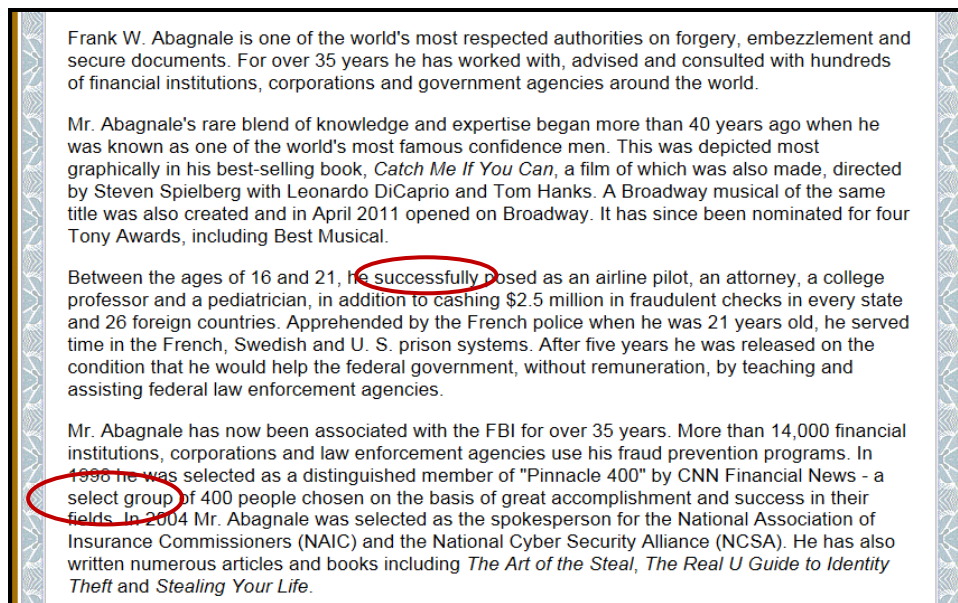 Frank W. Abagnale is one of the world's most respected authorities on forgery, embezzlement and
secure documents. For over 35 years he has worked with, advised and consulted with hundreds
of financial institutions, corporations and government agencies around the world.
Mr. Abagnale's rare blend of knowledge and expertise began more than 40 years ago when he
was known as one of the world's most famous confidence men. This was depicted most
graphically in his best-selling book, Catch Me If You Can, a film of which was also made, directed
by Steven Spielberg with Leonardo DiCaprio and Tom Hanks. A Broadway musical of the same
title was also created and in April 2011 opened on Broadway. It has since been nominated for four
Tony Awards, including Best Musical.
Between the ages of 16 and 21, he successfully posed as an airline pilot, an attorney, a college
professor and a pediatrician, in addition to cashing $2.5 million in fraudulent checks in every state
and 26 foreign countries. Apprehended by the French police when he was 21 years old, he served
time in the French, Swedish and U. S. prison systems. After five years he was released on the
condition that he would help the federal government, without remuneration, by teaching and
assisting federal law enforcement agencies.
Mr. Abagnale has now been associated with the FBI for over 35 years. More than 14,000 financial
institutions, corporations and law enforcement agencies use his fraud prevention programs. In
1998 he was selected as a distinguished member of "Pinnacle 400" by CNN Financial News - a
select group of 400 people chosen on the basis of great accomplishment and success in their
fields. In 2004 Mr. Abagnale was selected as the spokesperson for the National Association of
Insurance Commissioners (NAIC) and the National Cyber Security Alliance (NCSA). He has also
written numerous articles and books including The Art of the Steal, The Real U Guide to Identity
Theft and Stealing Your Life.